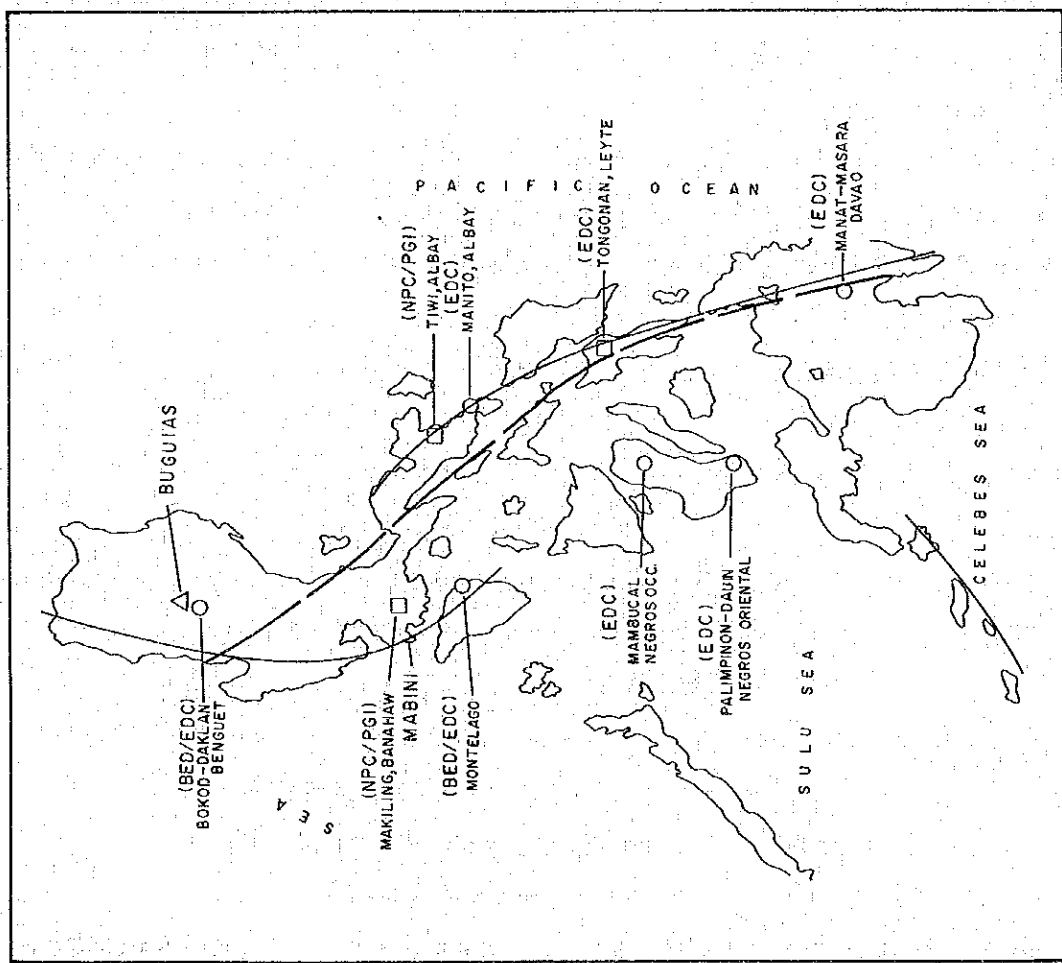 BUGUIAS
(BED/EDC)
BOKOD-DAKLAN
BENGUET
SEA
(NPC/PGI)
MAKILING, BANAHAW
MABINI
(BED/EDC)
MONTELAGO
(NPC/PGI)
TIWI, ALBAY
(EDC)
MANITO, ALBAY
PACIFIC OCEAN
(EDC)
TONGONAN, LEYTE
(EDC)
MAMBUCAL
NEGROS OCC.
(EDC)
PALIMPINON-DAUIN
NEGROS ORIENTAL
(EDC)
MANAT-MASARA
DAVAO
SULU SEA
CELEBES SEA